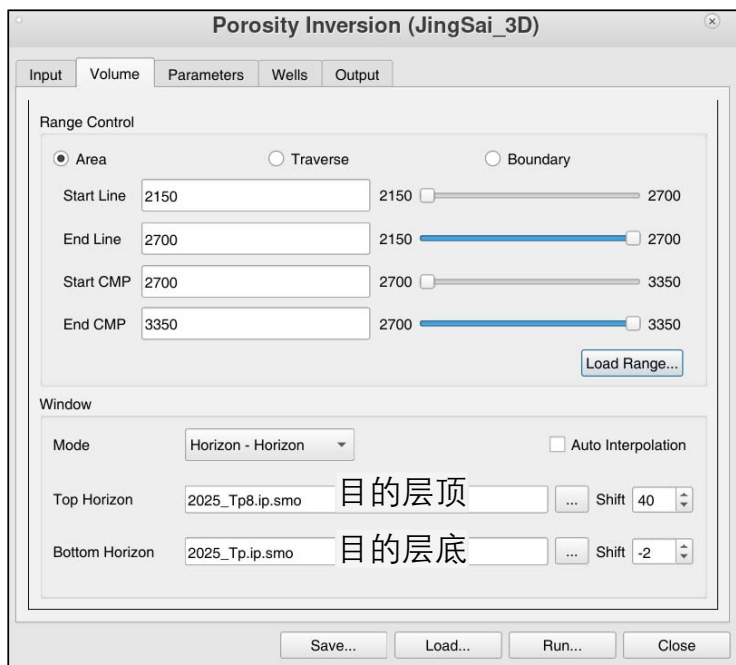 Porosity Inversion (JingSai_3D)
Input Volume Parameters Wells Output
Range Control
Area Traverse Boundary
Start Line 2150 2150 2700
End Line 2700 2150 2700
Start CMP 2700 2700 3350
End CMP 3350 2700 3350
Load Range...
Window
Mode Horizon - Horizon Auto Interpolation
Top Horizon 2025_Tp8.ip.smo 目的层顶 ... Shift 40
Bottom Horizon 2025_Tp.ip.smo 目的层底 ... Shift -2
Save... Load... Run... Close